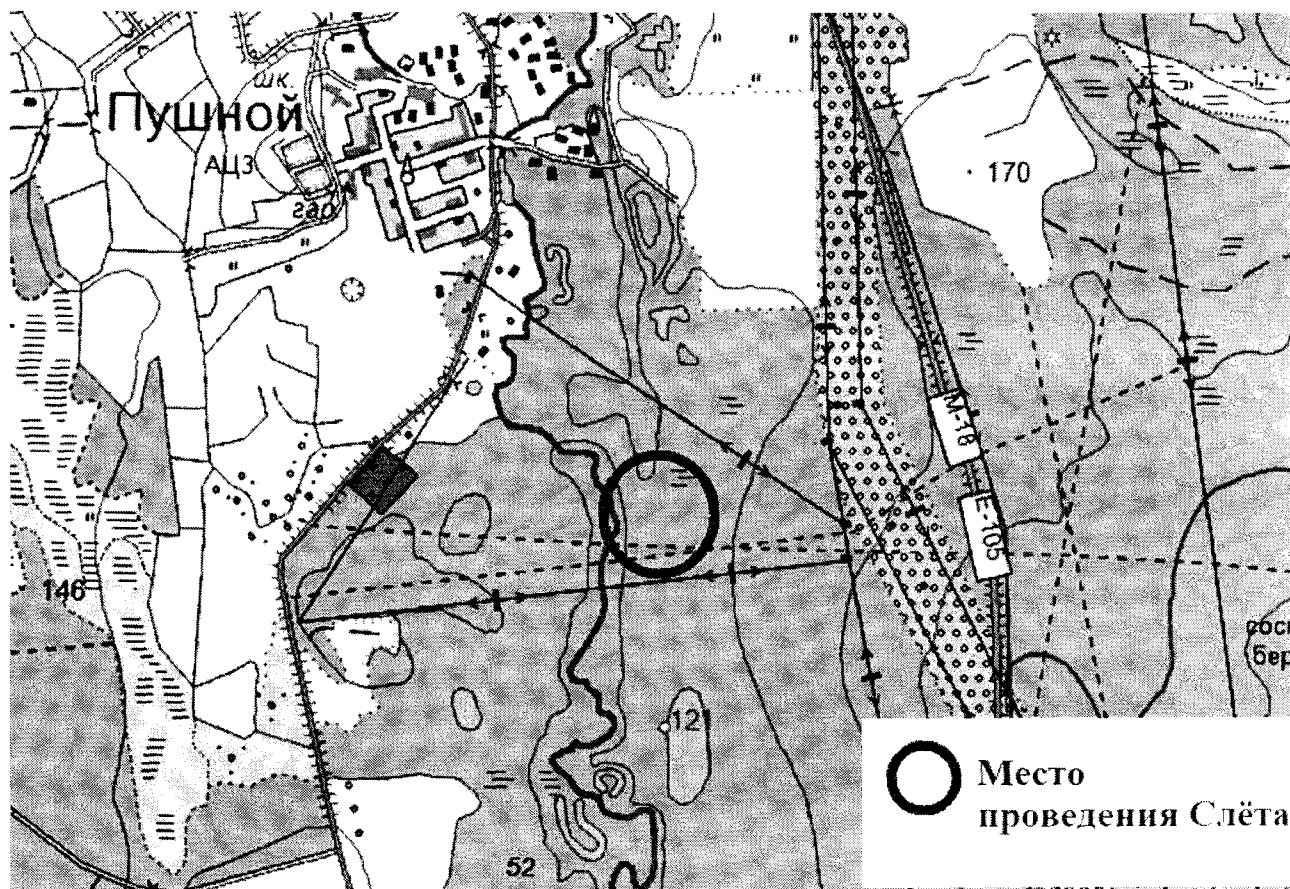 шк.
Пушной
АЦЗ
гар.
170
М-18
Е-105
146
сосн
бер
121
52
Место
проведения Слёта